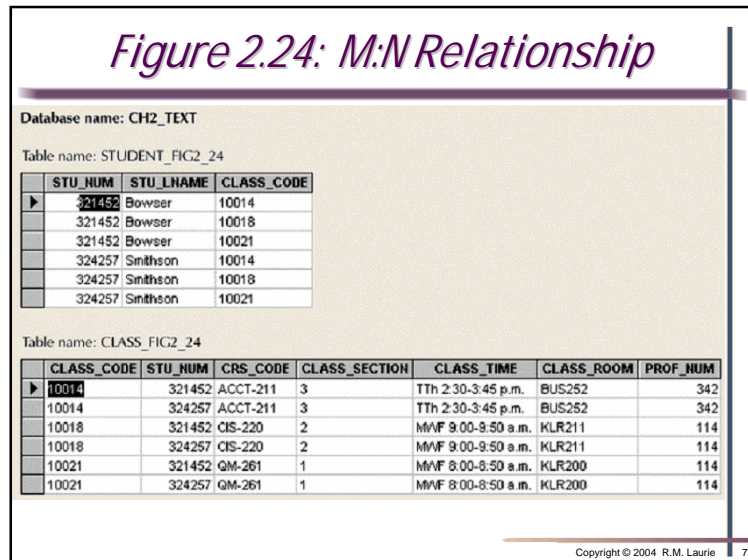 Figure 2.24: M:N Relationship
Database name: CH2_TEXT
Table name: STUDENT_FIG2_24
STU_NUM STU_LNAME CLASS_CODE
321452 Bowser 10014
321452 Bowser 10018
321452 Bowser 10021
324257 Smithson 10014
324257 Smithson 10018
324257 Smithson 10021
Table name: CLASS_FIG2_24
CLASS_CODE STU_NUM CRS_CODE CLASS_SECTION CLASS_TIME CLASS_ROOM PROF_NUM
10014 321452 ACCT-211 3 TTh 2:30-3:45 p.m. BUS252 342
10014 324257 ACCT-211 3 TTh 2:30-3:45 p.m. BUS252 342
10018 321452 CIS-220 2 MWF 9:00-9:50 a.m. KLR211 114
10018 324257 CIS-220 2 MWF 9:00-9:50 a.m. KLR211 114
10021 321452 QM-261 1 MWF 8:00-8:50 a.m. KLR200 114
10021 324257 QM-261 1 MWF 8:00-8:50 a.m. KLR200 114
Copyright © 2004 R.M. Laurie 7